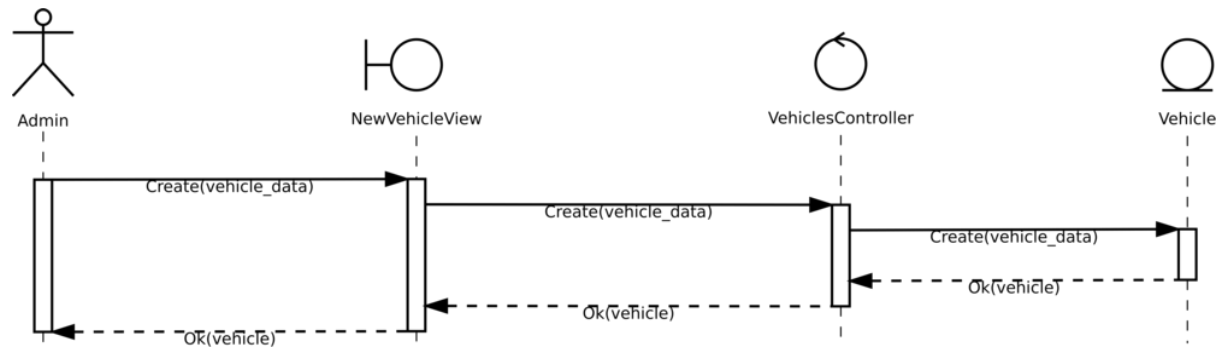 Admin
NewVehicleView
VehiclesController
Vehicle
Create(vehicle_data)
Create(vehicle_data)
Create(vehicle_data)
Ok(vehicle)
Ok(vehicle)
Ok(vehicle)